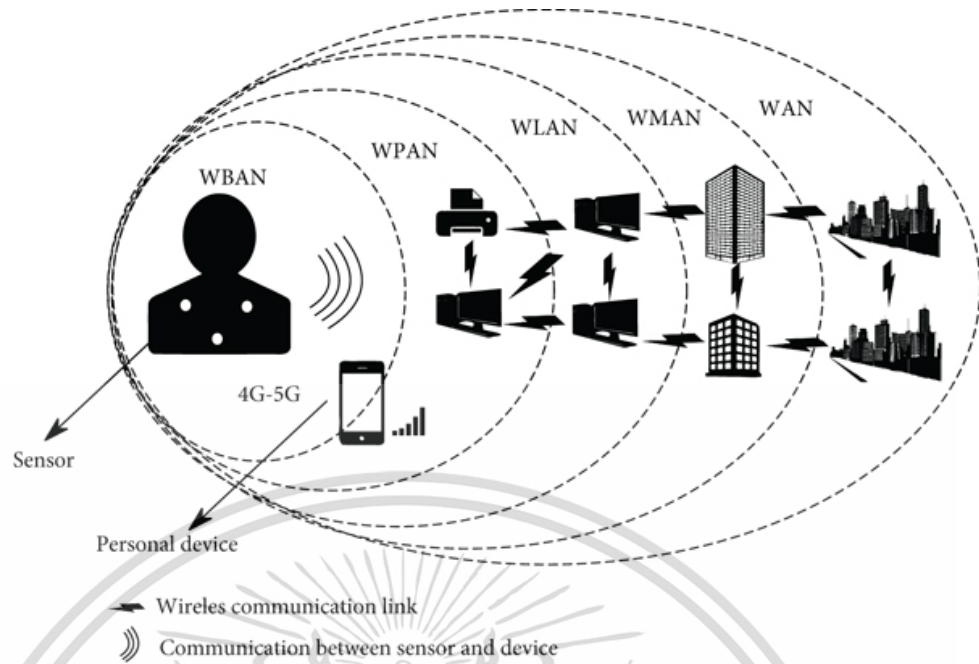 WAN
WMAN
WLAN
WPAN
WBAN
4G-5G
Sensor
Personal device
Wireles communication link
Communication between sensor and device